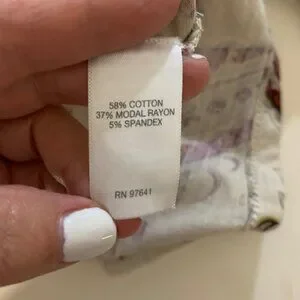 58% COTTON
37% MODAL RAYON
5% SPANDEX
RN 97641